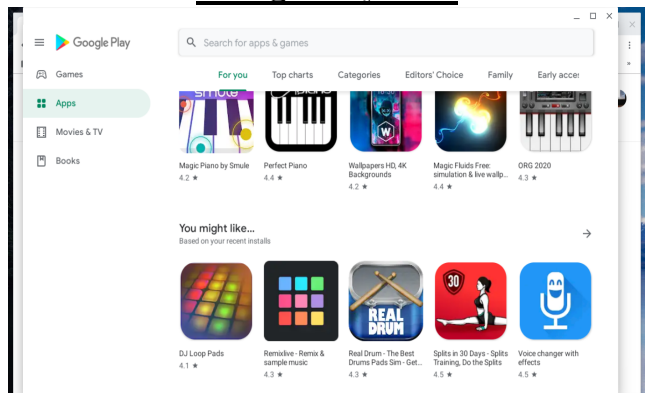 Google Play
Search for apps & games
Games
Apps
Movies & TV
Books
For you
Top charts
Categories
Editors' Choice
Family
Early acces
W
Magic Piano by Smule
4.2 ★
Perfect Piano
4.4 ★
Wallpapers HD, 4K
Backgrounds
4.2 ★
Magic Fluids Free:
simulation & live wallp...
4.4 ★
ORG 2020
4.3 ★
You might like...
Based on your recent installs
30
REAL
DRUM
DJ Loop Pads
4.1 ★
Remixlive - Remix &
sample music
4.3 ★
Real Drum - The Best
Drums Pads Sim - Get...
4.3 ★
Splits in 30 Days - Splits
Training, Do the Splits
4.5 ★
Voice changer with
effects
4.5 ★